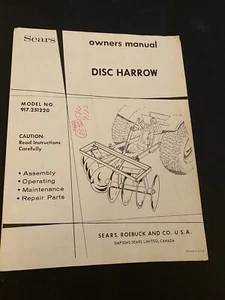 Sears
owners manual
DISC HARROW
MODEL NO.
917.251220
CAUTION:
Read Instructions
Carefully
• Assembly
• Operating
• Maintenance
• Repair Parts
SEARS, ROEBUCK AND CO. U.S.A.
SIMPSONS-SEARS LIMITED, CANADA